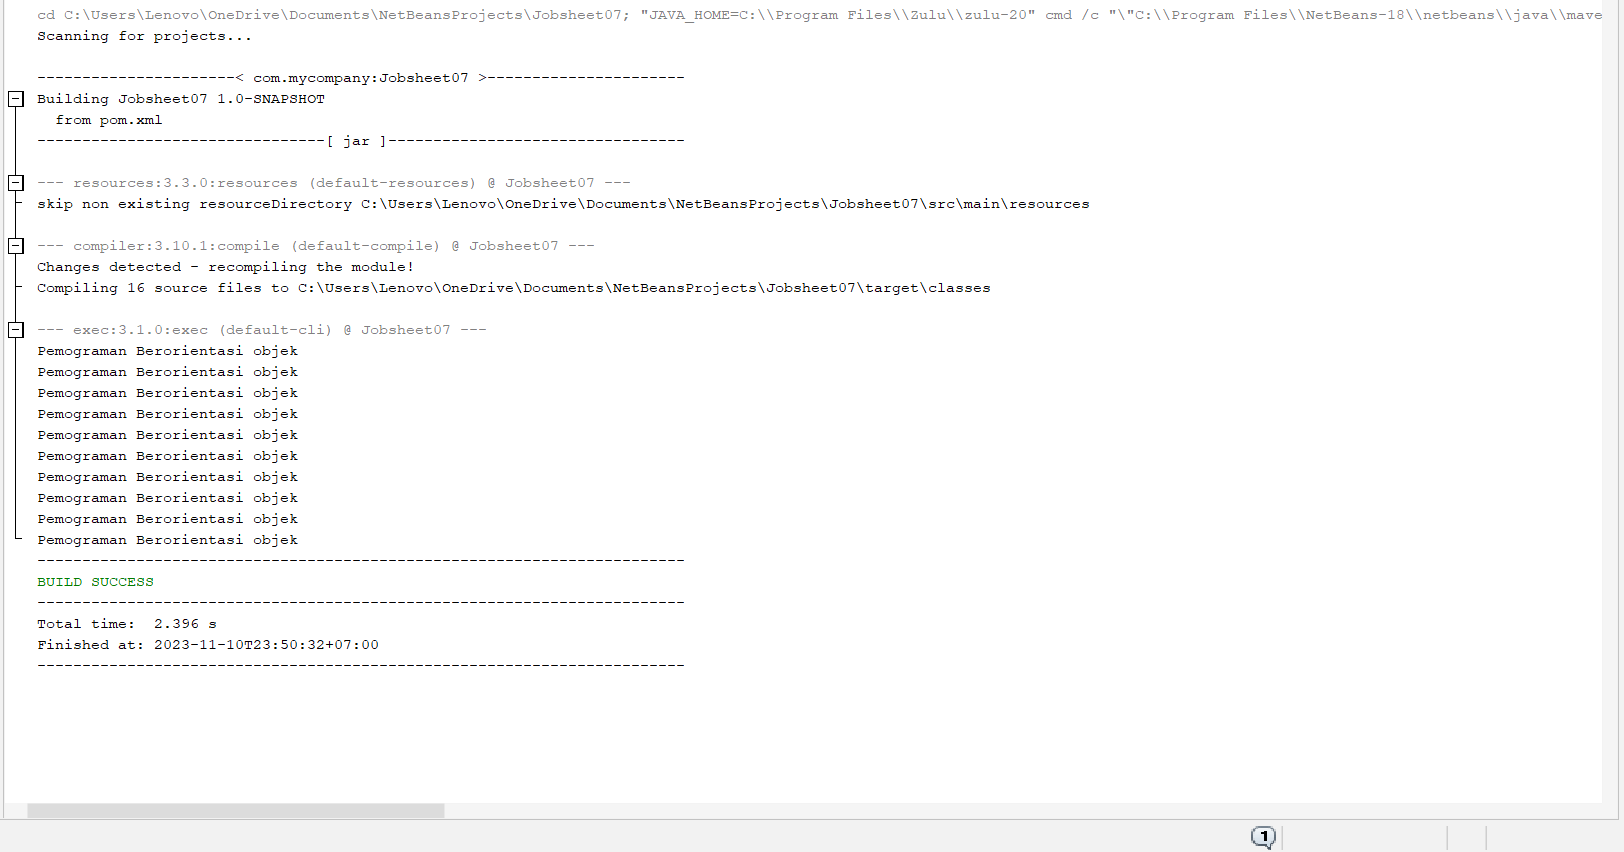 cd C:\Users\Lenovo\OneDrive\Documents\NetBeansProjects\Jobsheet07; "JAVA_HOME=C:\\Program Files\\Zulu\\zulu-20" cmd /c "\"C:\\Program Files\\NetBeans-18\\netbeans\\java\\mave
Scanning for projects...
----------------------< com.mycompany:Jobsheet07 >----------------------
Building Jobsheet07 1.0-SNAPSHOT
  from pom.xml
--------------------------------[ jar ]---------------------------------
--- resources:3.3.0:resources (default-resources) @ Jobsheet07 ---
skip non existing resourceDirectory C:\Users\Lenovo\OneDrive\Documents\NetBeansProjects\Jobsheet07\src\main\resources
--- compiler:3.10.1:compile (default-compile) @ Jobsheet07 ---
Changes detected - recompiling the module!
Compiling 16 source files to C:\Users\Lenovo\OneDrive\Documents\NetBeansProjects\Jobsheet07\target\classes
--- exec:3.1.0:exec (default-cli) @ Jobsheet07 ---
Pemograman Berorientasi objek
Pemograman Berorientasi objek
Pemograman Berorientasi objek
Pemograman Berorientasi objek
Pemograman Berorientasi objek
Pemograman Berorientasi objek
Pemograman Berorientasi objek
Pemograman Berorientasi objek
Pemograman Berorientasi objek
Pemograman Berorientasi objek
------------------------------------------------------------------------
BUILD SUCCESS
------------------------------------------------------------------------
Total time:  2.396 s
Finished at: 2023-11-10T23:50:32+07:00
------------------------------------------------------------------------
1